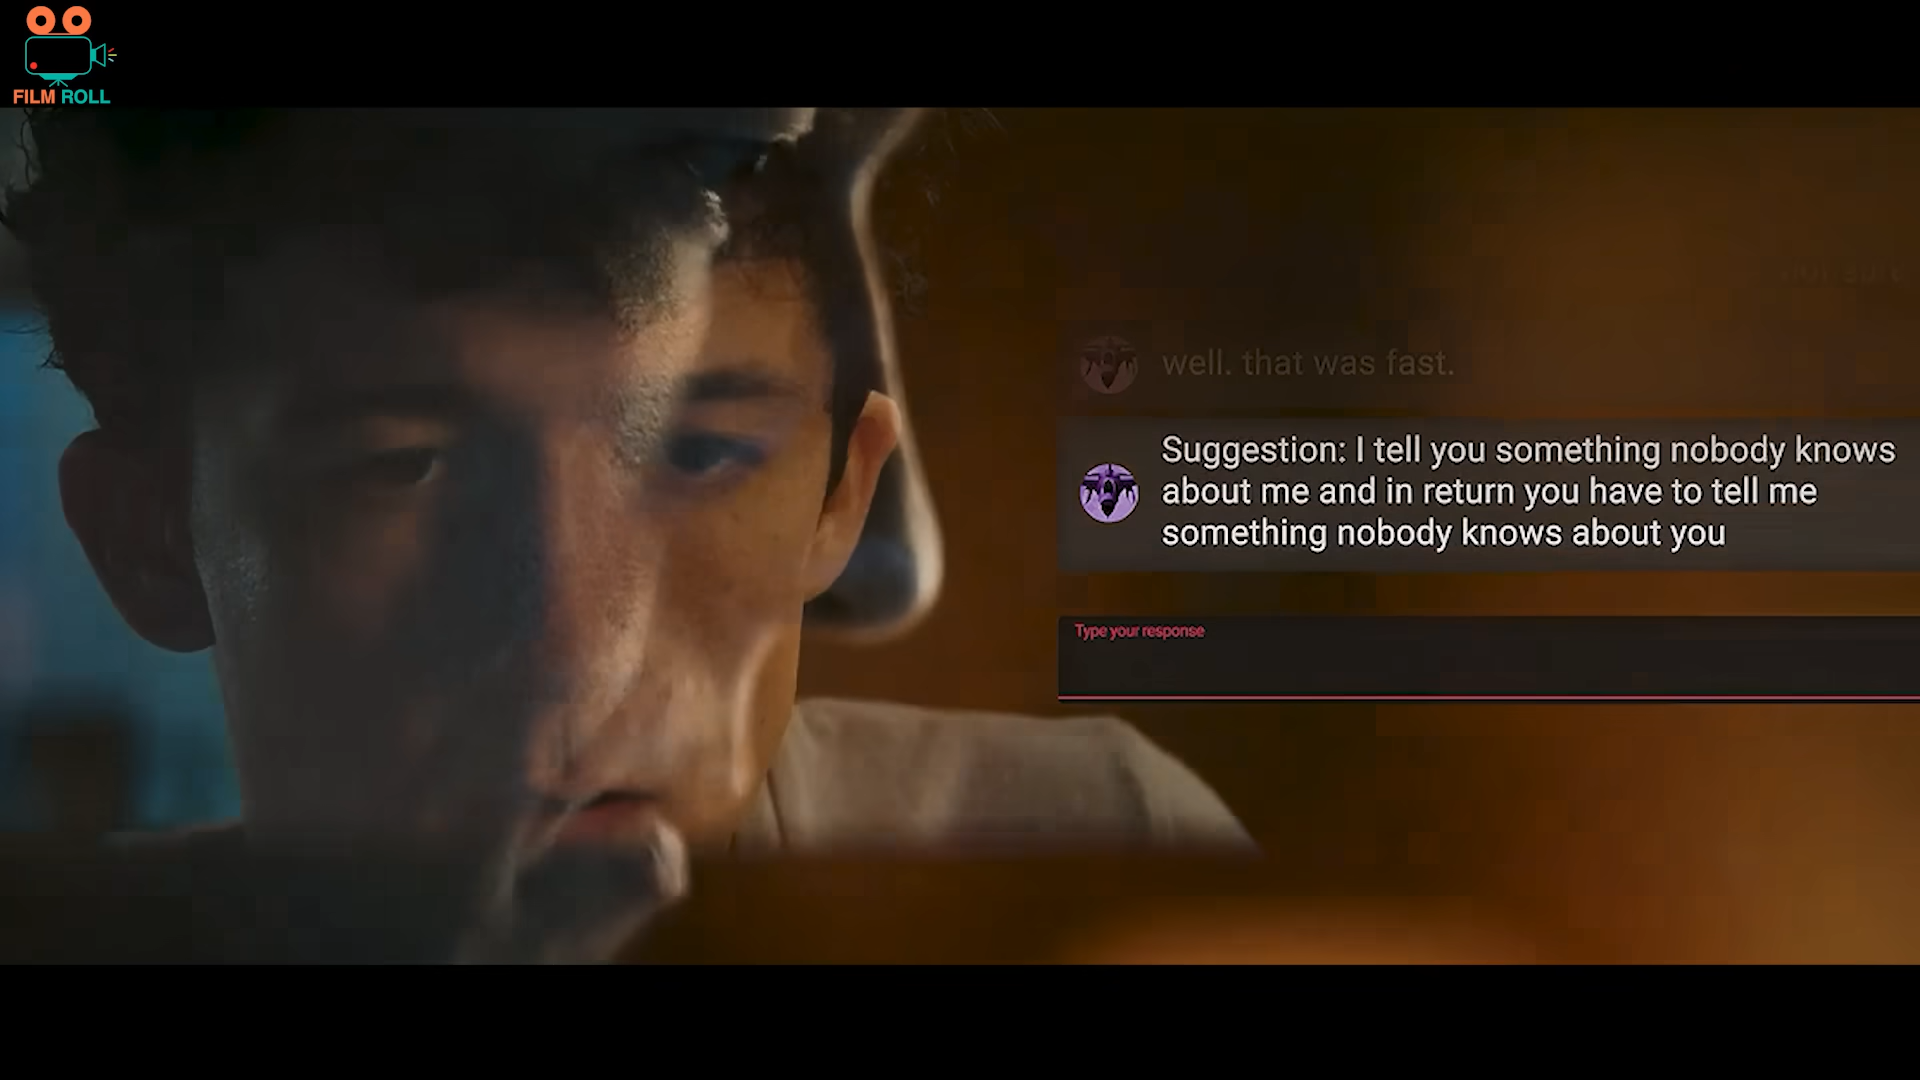 FILM ROLL
well. that was fast.
Suggestion: I tell you something nobody knows
about me and in return you have to tell me
something nobody knows about you
Type your response